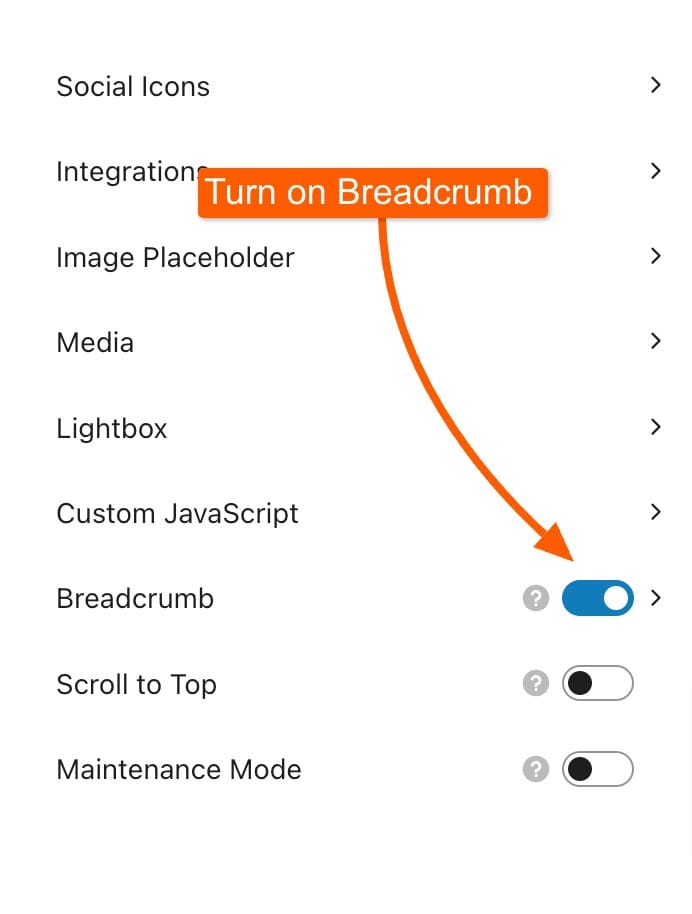 Social Icons
Integrations
Turn on Breadcrumb
Image Placeholder
Media
Lightbox
Custom JavaScript
Breadcrumb ?
Scroll to Top ?
Maintenance Mode ?